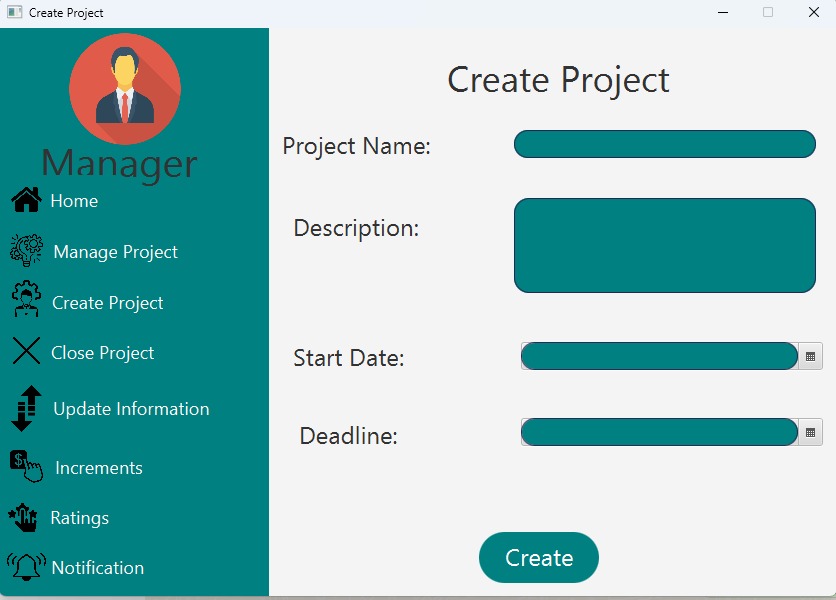 Create Project
Manager
Home
Manage Project
Create Project
Close Project
Update Information
$
Increments
Ratings
Notification
Create Project
Project Name:
Description:
Start Date:
Deadline:
Create